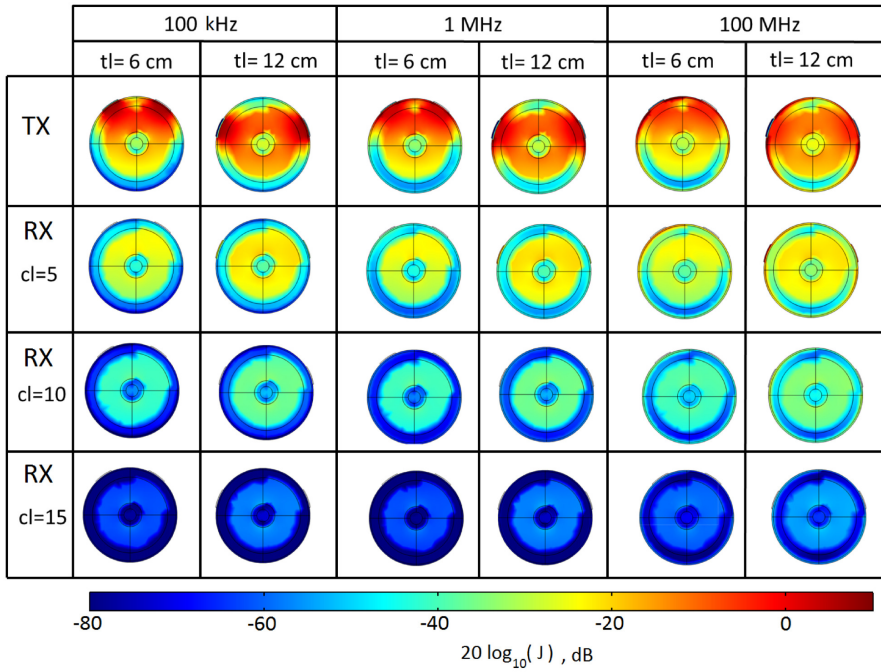 100 kHz 1 MHz 100 MHz
tl= 6 cm tl= 12 cm tl= 6 cm tl= 12 cm tl= 6 cm tl= 12 cm
TX
RX
cl=5
RX
cl=10
RX
cl=15
-80 -60 -40 -20 0
20 log10(J) , dB